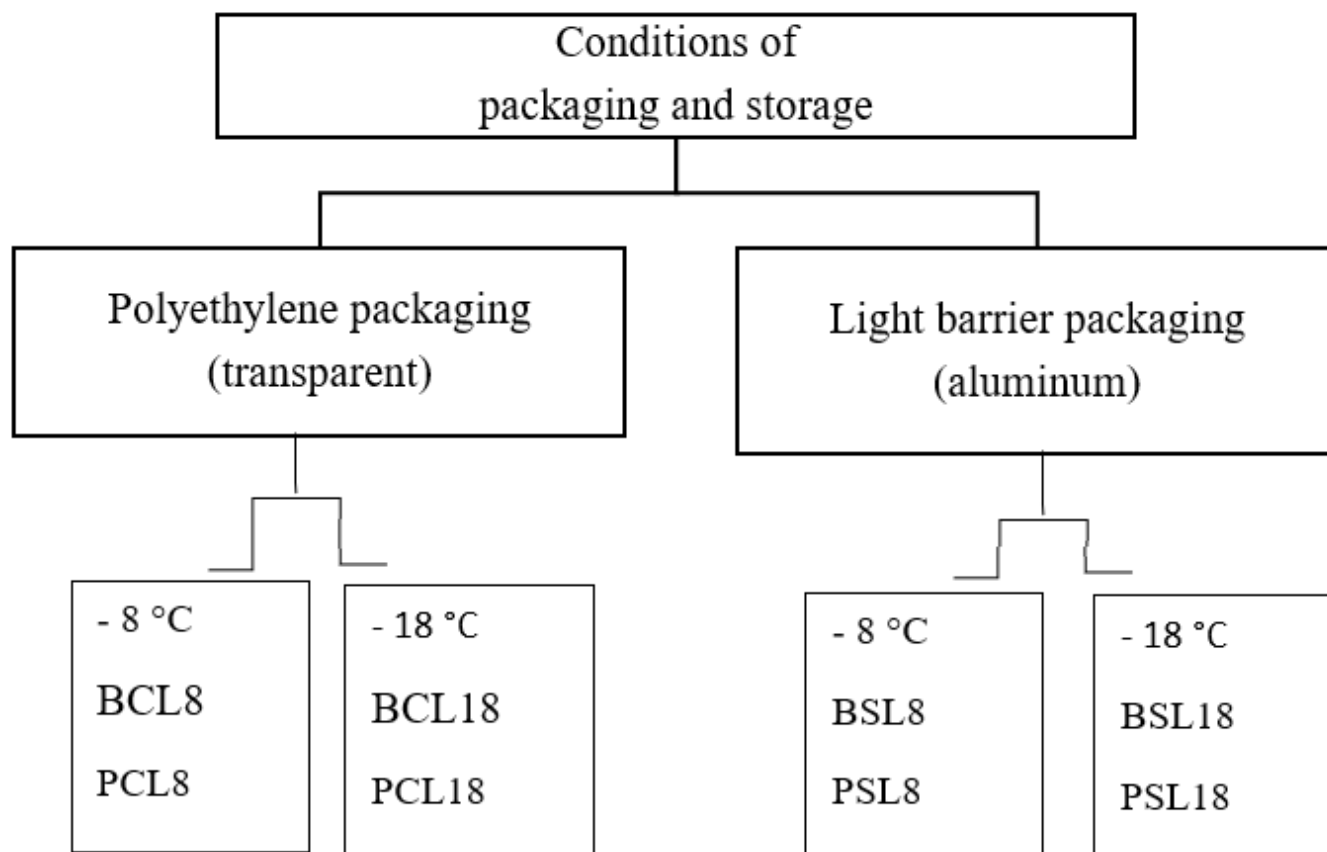 Conditions of
packaging and storage
Polyethylene packaging
(transparent)
Light barrier packaging
(aluminum)
- 8 °C
BCL8
PCL8
- 18 °C
BCL18
PCL18
- 8 °C
BSL8
PSL8
- 18 °C
BSL18
PSL18